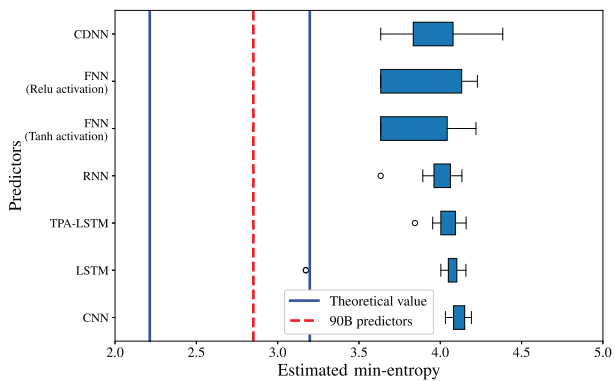 Predictors
CDNN
FNN
(Relu activation)
FNN
(Tanh activation)
RNN
TPA-LSTM
LSTM
CNN
Theoretical value
90B predictors
2.0 2.5 3.0 3.5 4.0 4.5 5.0
Estimated min-entropy